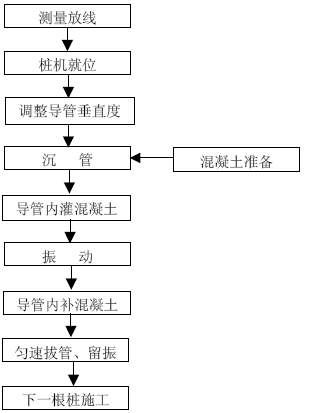 测量放线
桩机就位
调整导管垂直度
沉 管
混凝土准备
导管内灌混凝土
振 动
导管内补混凝土
匀速拔管、留振
下一根桩施工